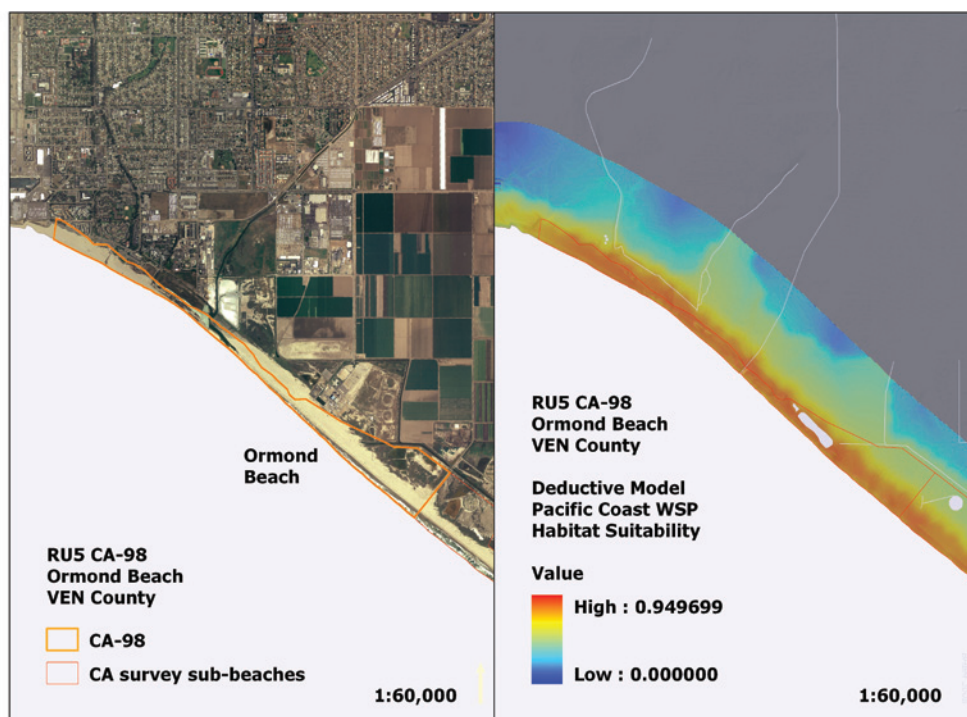 Ormond
Beach
RU5 CA-98
Ormond Beach
VEN County
CA-98
CA survey sub-beaches
1:60,000
RU5 CA-98
Ormond Beach
VEN County
Deductive Model
Pacific Coast WSP
Habitat Suitability
Value
High : 0.949699
Low : 0.000000
1:60,000